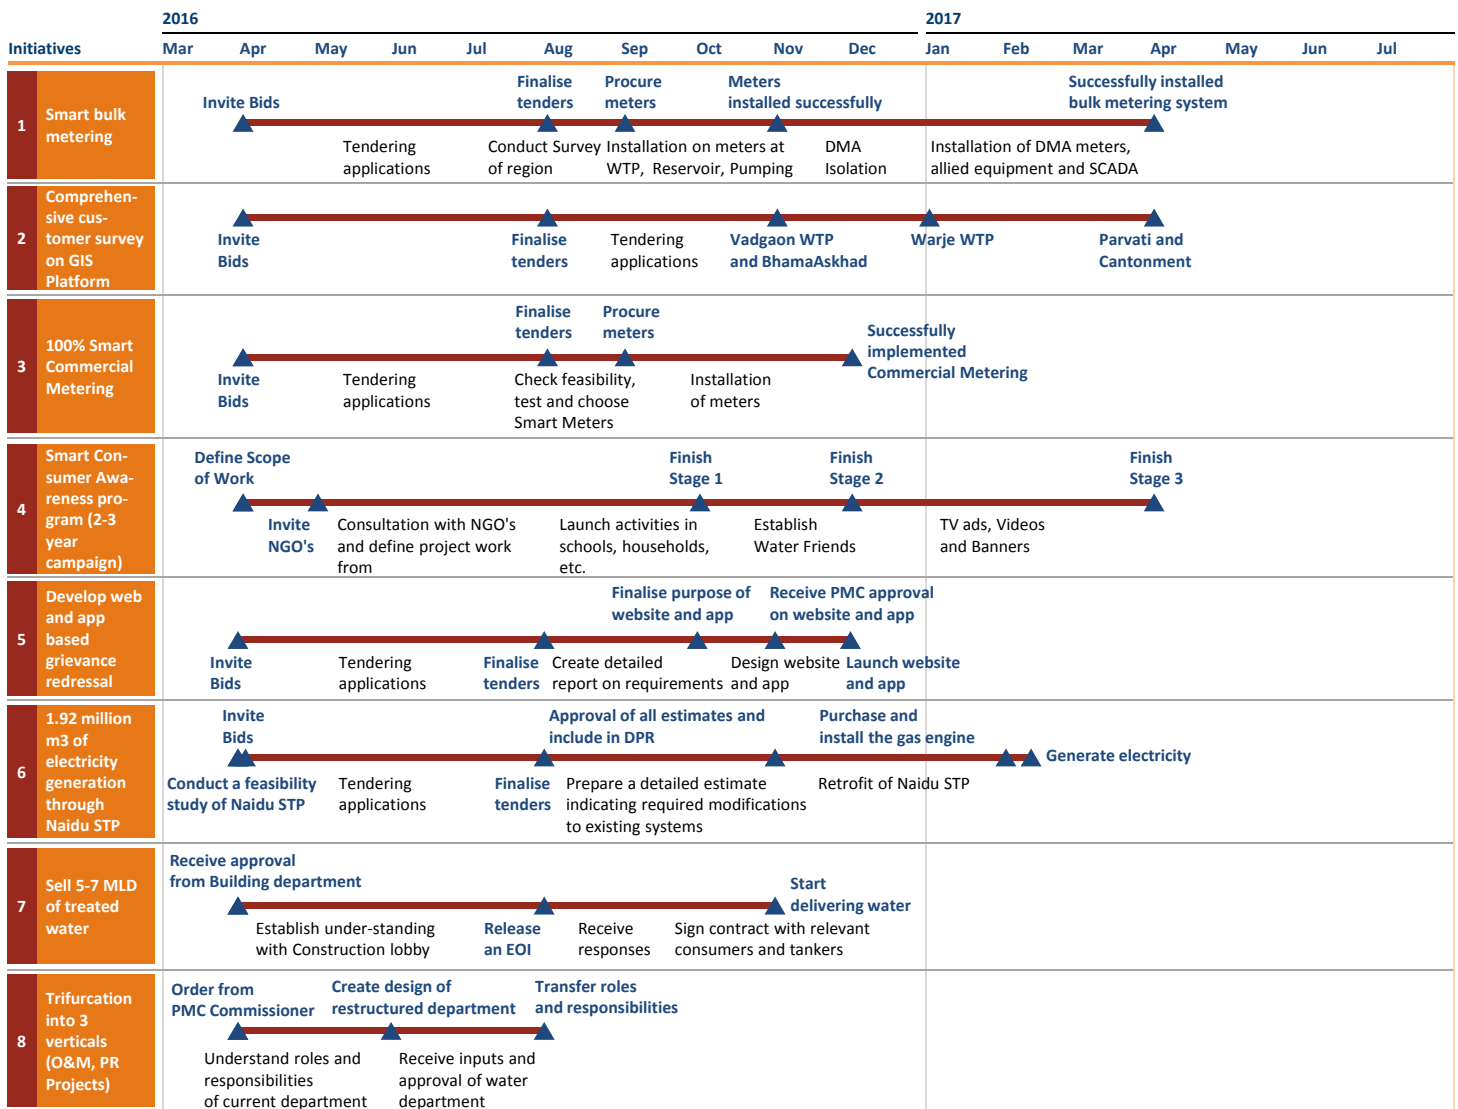 2016
2017
Initiatives
Mar
Apr
May
Jun
Jul
Aug
Sep
Oct
Nov
Dec
Jan
Feb
Mar
Apr
May
Jun
Jul
1
Smart bulk
metering
Invite Bids
Finalise
tenders
Procure
meters
Meters
installed successfully
Successfully installed
bulk metering system
Tendering
applications
Conduct Survey
of region
Installation on meters at
WTP, Reservoir, Pumping
DMA
Isolation
Installation of DMA meters,
allied equipment and SCADA
2
Comprehen-
sive cus-
tomer survey
on GIS
Platform
Invite
Bids
Finalise
tenders
Tendering
applications
Vadgaon WTP
and BhamaAskhad
Warje WTP
Parvati and
Cantonment
3
100% Smart
Commercial
Metering
Finalise
tenders
Procure
meters
Successfully
implemented
Commercial Metering
Invite
Bids
Tendering
applications
Check feasibility,
test and choose
Smart Meters
Installation
of meters
4
Smart Con-
sumer Awa-
reness pro-
gram (2-3
year
campaign)
Define Scope
of Work
Finish
Stage 1
Finish
Stage 2
Finish
Stage 3
Invite
NGO's
Consultation with NGO's
and define project work
from
Launch activities in
schools, households,
etc.
Establish
Water Friends
TV ads, Videos
and Banners
5
Develop web
and app
based
grievance
redressal
Finalise purpose of
website and app
Receive PMC approval
on website and app
Invite
Bids
Tendering
applications
Finalise
tenders
Create detailed
report on requirements
Design website
and app
Launch website
and app
6
1.92 million
m3 of
electricity
generation
through
Naidu STP
Invite
Bids
Approval of all estimates and
include in DPR
Purchase and
install the gas engine
Generate electricity
Conduct a feasibility
study of Naidu STP
Tendering
applications
Finalise
tenders
Prepare a detailed estimate
indicating required modifications
to existing systems
Retrofit of Naidu STP
7
Sell 5-7 MLD
of treated
water
Receive approval
from Building department
Start
delivering water
Establish under-standing
with Construction lobby
Release
an EOI
Receive
responses
Sign contract with relevant
consumers and tankers
8
Trifurcation
into 3
verticals
(O&M, PR
Projects)
Order from
PMC Commissioner
Create design of
restructured department
Transfer roles
and responsibilities
Understand roles and
responsibilities
of current department
Receive inputs and
approval of water
department